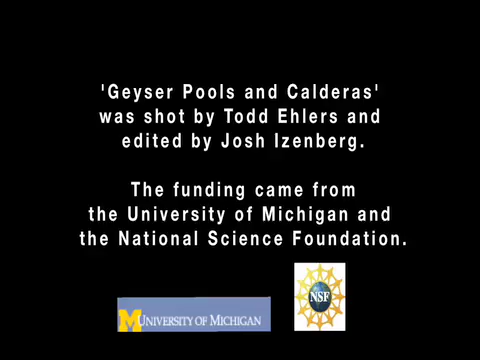 'Geyser Pools and Calderas'
was shot by Todd Ehlers and
edited by Josh Izenberg.
The funding came from
the University of Michigan and
the National Science Foundation.
M UNIVERSITY OF MICHIGAN
NSF